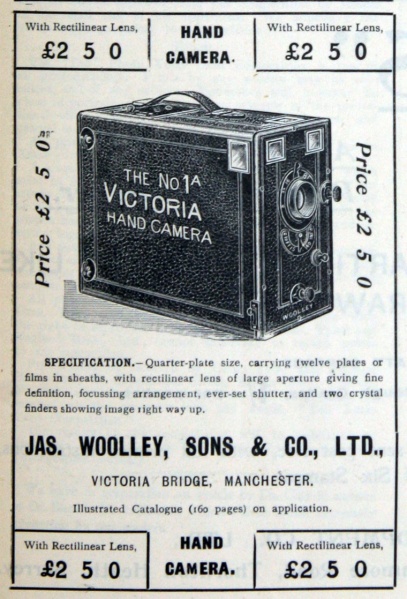 With Rectilinear Lens,
£2 5 0
HAND
CAMERA.
With Rectilinear Lens,
£2 5 0
Price £2 5 0
THE No 1A
VICTORIA
HAND CAMERA
WOOLLEY
Price £2 5 0
SPECIFICATION.—Quarter-plate size, carrying twelve plates or
films in sheaths, with rectilinear lens of large aperture giving fine
definition, focussing arrangement, ever-set shutter, and two crystal
finders showing image right way up.
JAS. WOOLLEY, SONS & CO., LTD.,
VICTORIA BRIDGE, MANCHESTER.
Illustrated Catalogue (160 pages) on application.
With Rectilinear Lens,
£2 5 0
HAND
CAMERA.
With Rectilinear Lens,
£2 5 0